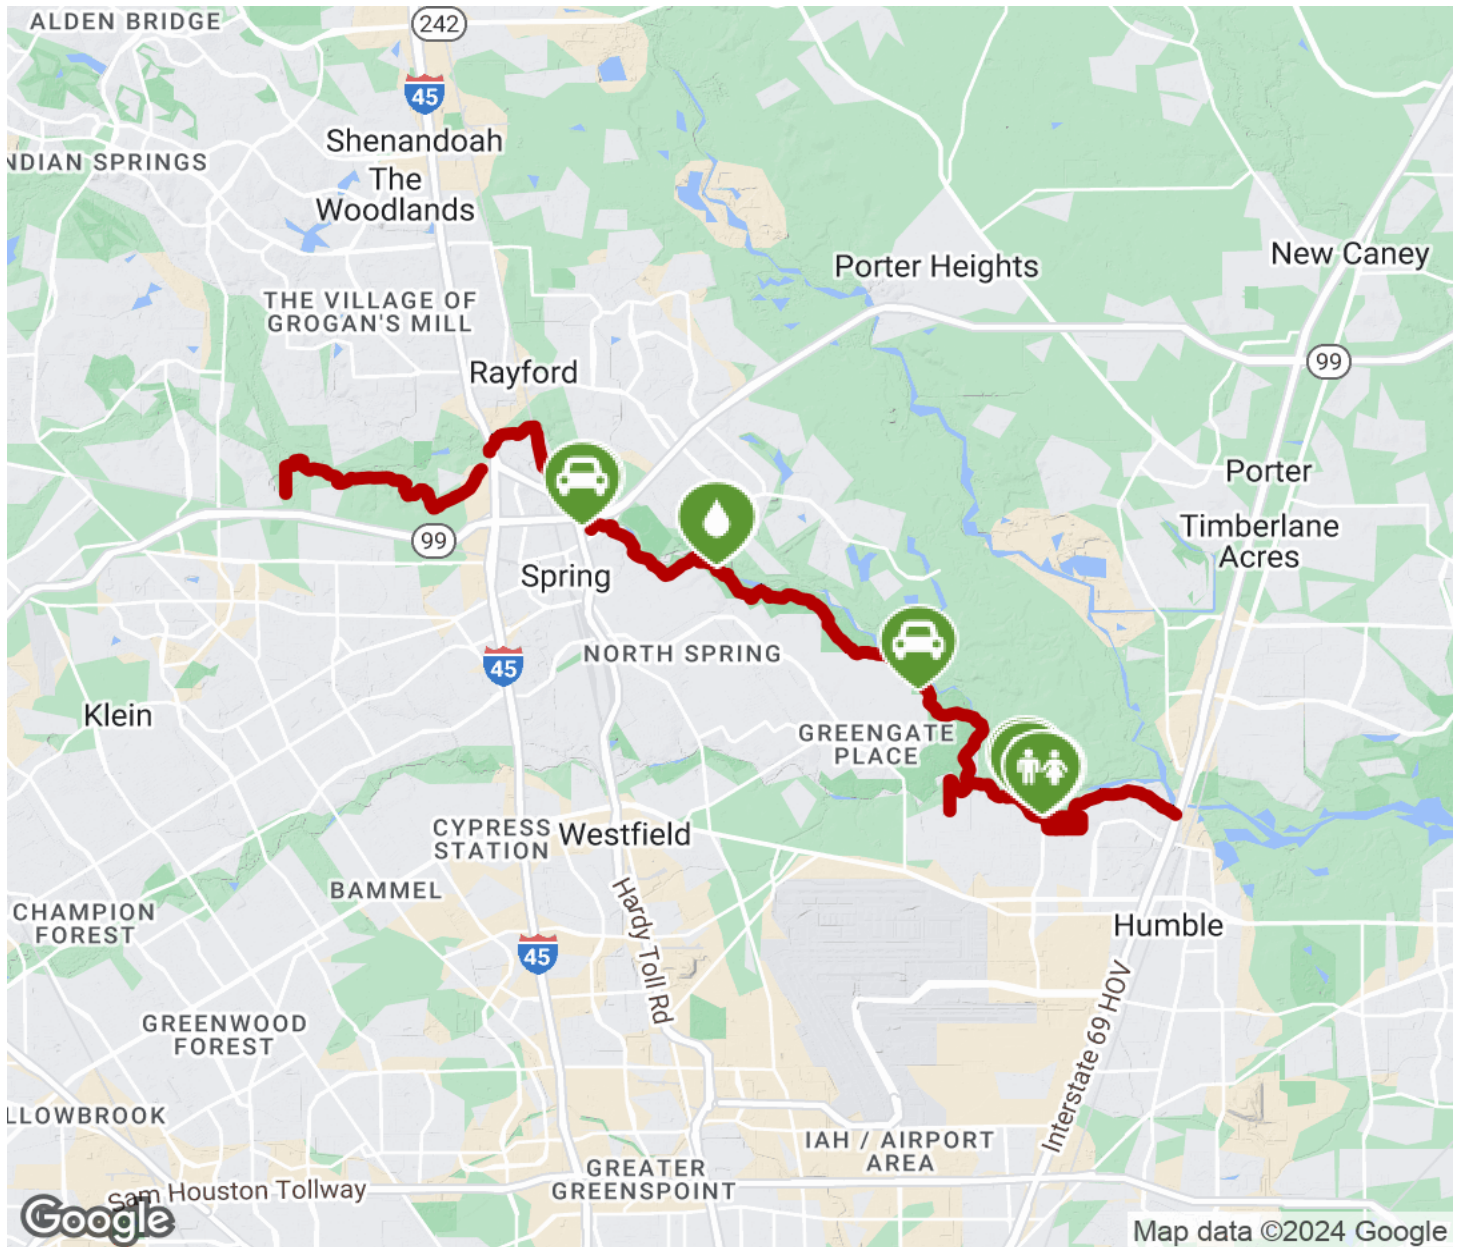 ALDEN BRIDGE
242
45
Shenandoah
NDIAN SPRINGS
The
Woodlands
New Caney
Porter Heights
THE VILLAGE OF
GROGAN'S MILL
99
Rayford
Porter
Timberlane
Acres
99
Spring
NORTH SPRING
45
Klein
GREENGATE
PLACE
CYPRESS
STATION
Westfield
BAMMEL
Hardy Toll Rd
CHAMPION
FOREST
Humble
45
Interstate 69 HOV
GREENWOOD
FOREST
LLOWBROOK
IAH / AIRPORT
AREA
GREATER
GREENSPOINT
Sam Houston Tollway
Google
Map data ©2024 Google